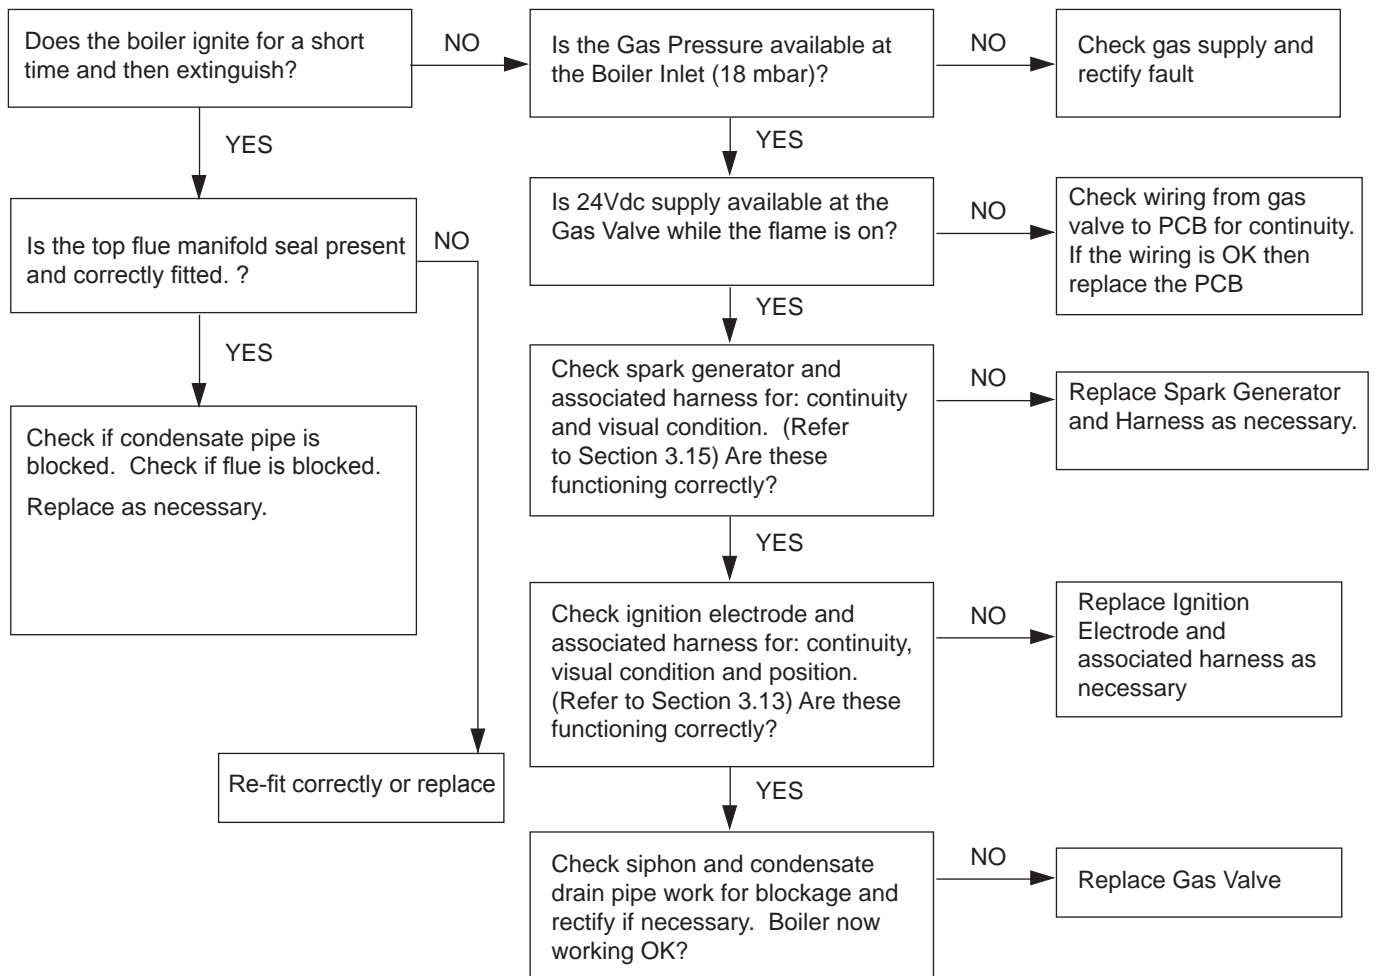 Does the boiler ignite for a short
time and then extinguish?
NO
Is the Gas Pressure available at
the Boiler Inlet (18 mbar)?
NO
Check gas supply and
rectify fault
YES
YES
Is the top flue manifold seal present
and correctly fitted. ?
NO
Is 24Vdc supply available at the
Gas Valve while the flame is on?
NO
Check wiring from gas
valve to PCB for continuity.
If the wiring is OK then
replace the PCB
YES
YES
Check if condensate pipe is
blocked.  Check if flue is blocked.
Replace as necessary.
Check spark generator and
associated harness for: continuity
and visual condition.  (Refer
to Section 3.15) Are these
functioning correctly?
NO
Replace Spark Generator
and Harness as necessary.
YES
Check ignition electrode and
associated harness for: continuity,
visual condition and position.
(Refer to Section 3.13) Are these
functioning correctly?
NO
Replace Ignition
Electrode and
associated harness as
necessary
Re-fit correctly or replace
YES
Check siphon and condensate
drain pipe work for blockage and
rectify if necessary.  Boiler now
working OK?
NO
Replace Gas Valve